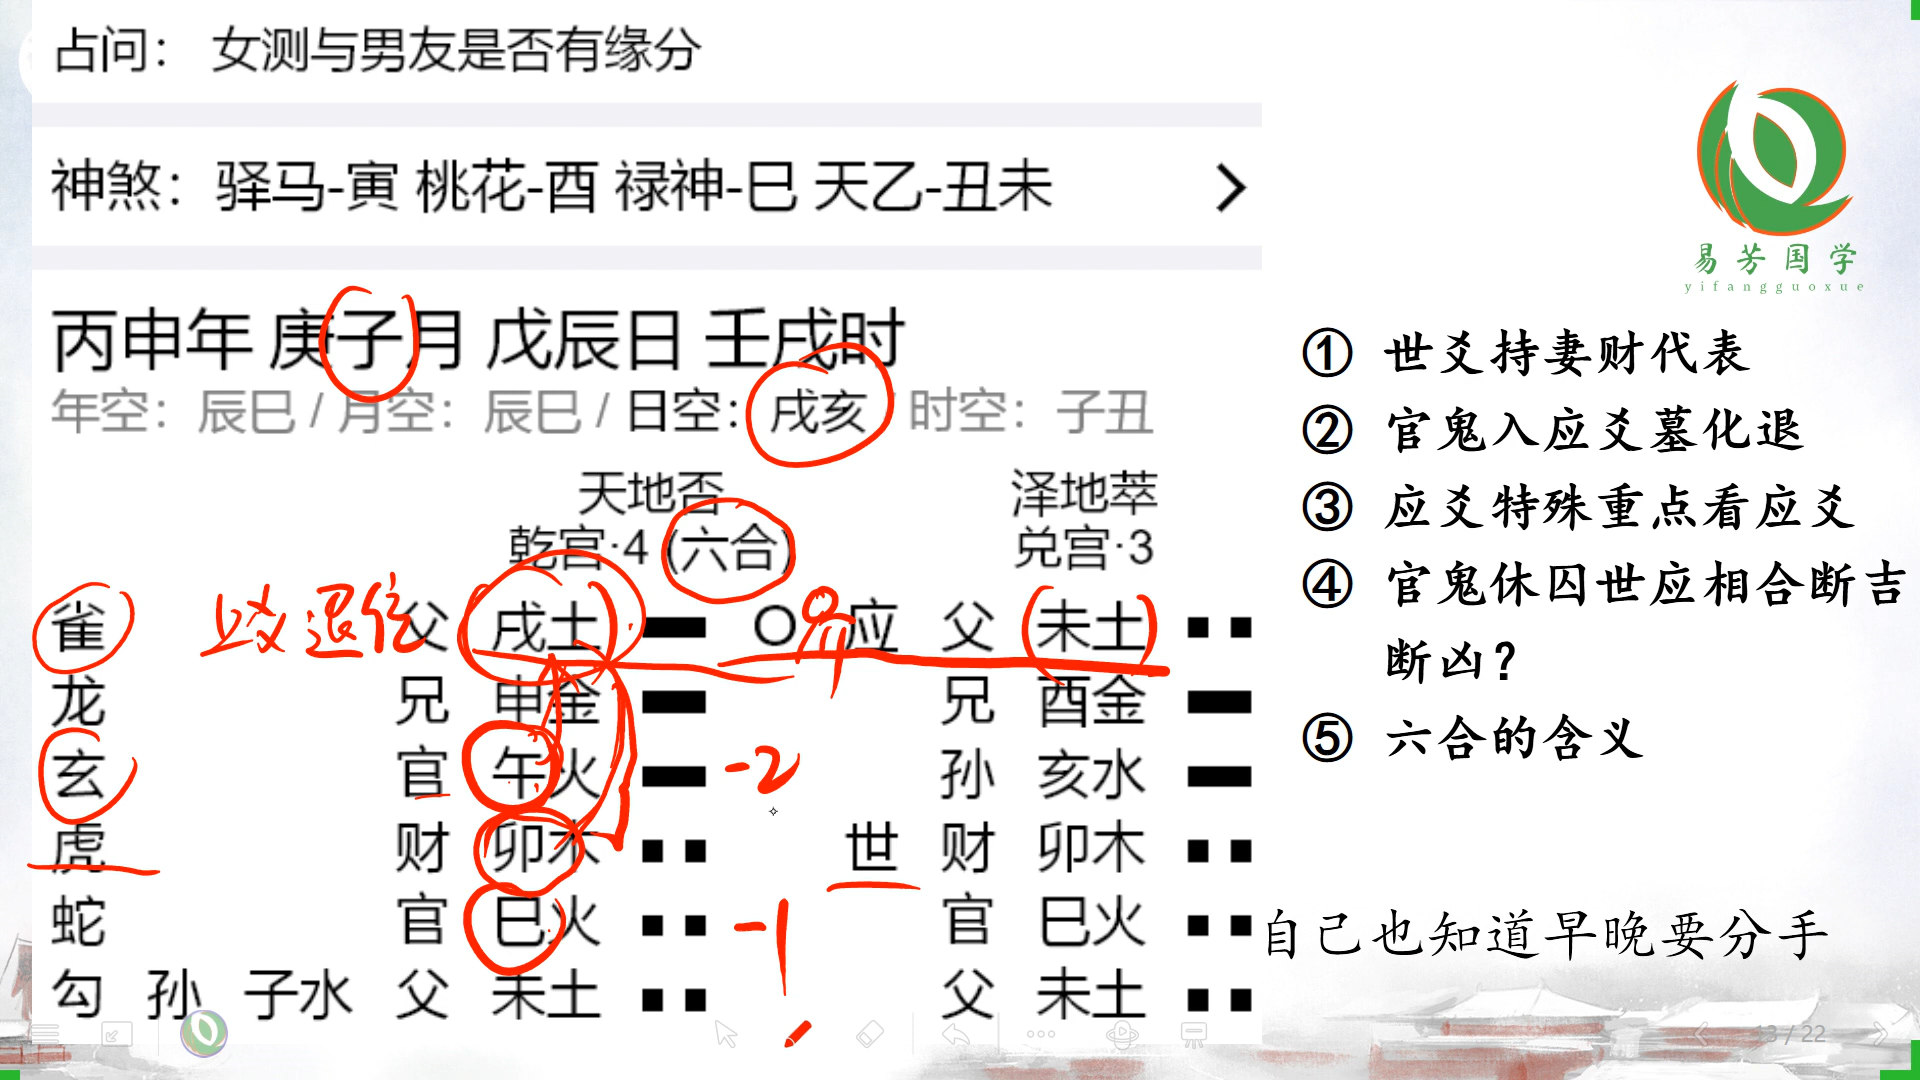 占问： 女测与男友是否有缘分
神煞：驿马-寅 桃花-酉 禄神-巳 天乙-丑未
丙申年 庚子月 戊辰日 壬戌时
年空：辰巳 / 月空：辰巳 / 日空：戌亥 / 时空：子丑
天地否 泽地萃
乾宫·4 (六合) 兑宫·3
雀 退 父 戌土 O 应 父 未土
龙 兄 申金 兄 酉金
玄 官 午火 -2 孙 亥水
虎 财 卯木 世 财 卯木
蛇 官 巳火 -1 官 巳火
勾 孙 子水 父 未土 父 未土
易芳国学
yifangguoxue
① 世爻持妻财代表
② 官鬼入应爻墓化退
③ 应爻特殊重点看应爻
④ 官鬼休囚世应相合断吉
断凶？
⑤ 六合的含义
自己也知道早晚要分手
13 / 22